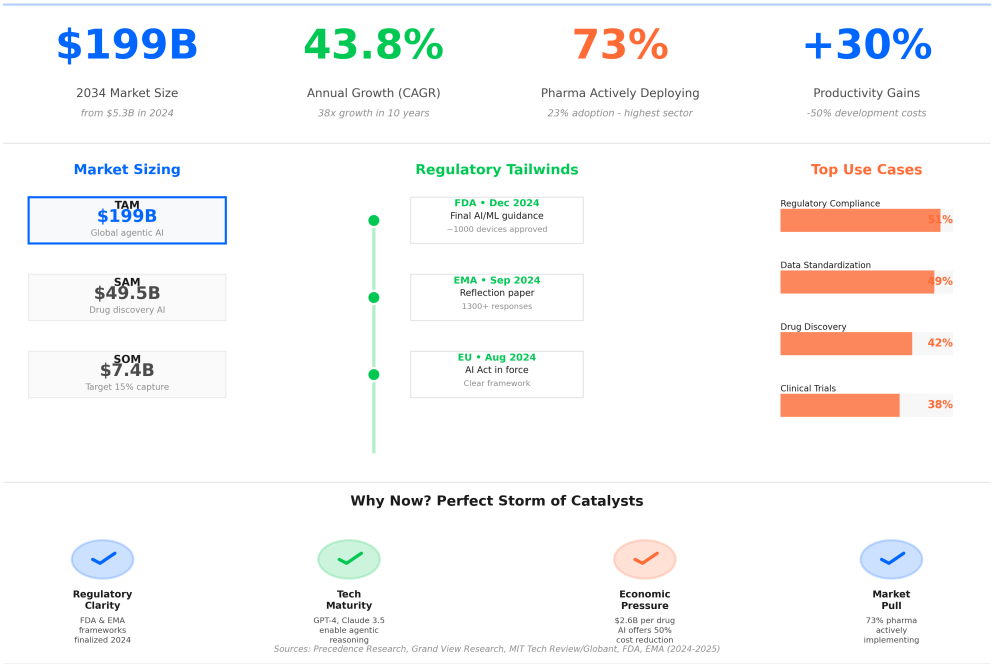 $199B
2034 Market Size
from $5.3B in 2024
43.8%
Annual Growth (CAGR)
38x growth in 10 years
73%
Pharma Actively Deploying
23% adoption - highest sector
+30%
Productivity Gains
-50% development costs
Market Sizing
TAM
$199B
Global agentic AI
SAM
$49.5B
Drug discovery AI
SOM
$7.4B
Target 15% capture
Regulatory Tailwinds
FDA • Dec 2024
Final AI/ML guidance
~1000 devices approved
EMA • Sep 2024
Reflection paper
1300+ responses
EU • Aug 2024
AI Act in force
Clear framework
Top Use Cases
Regulatory Compliance
51%
Data Standardization
49%
Drug Discovery
42%
Clinical Trials
38%
Why Now? Perfect Storm of Catalysts
Regulatory
Clarity
FDA & EMA
frameworks
finalized 2024
Tech
Maturity
GPT-4, Claude 3.5
enable agentic
reasoning
Economic
Pressure
$2.6B per drug
AI offers 50%
cost reduction
Market
Pull
73% pharma
actively
implementing
Sources: Precedence Research, Grand View Research, MIT Tech Review/Globant, FDA, EMA (2024-2025)